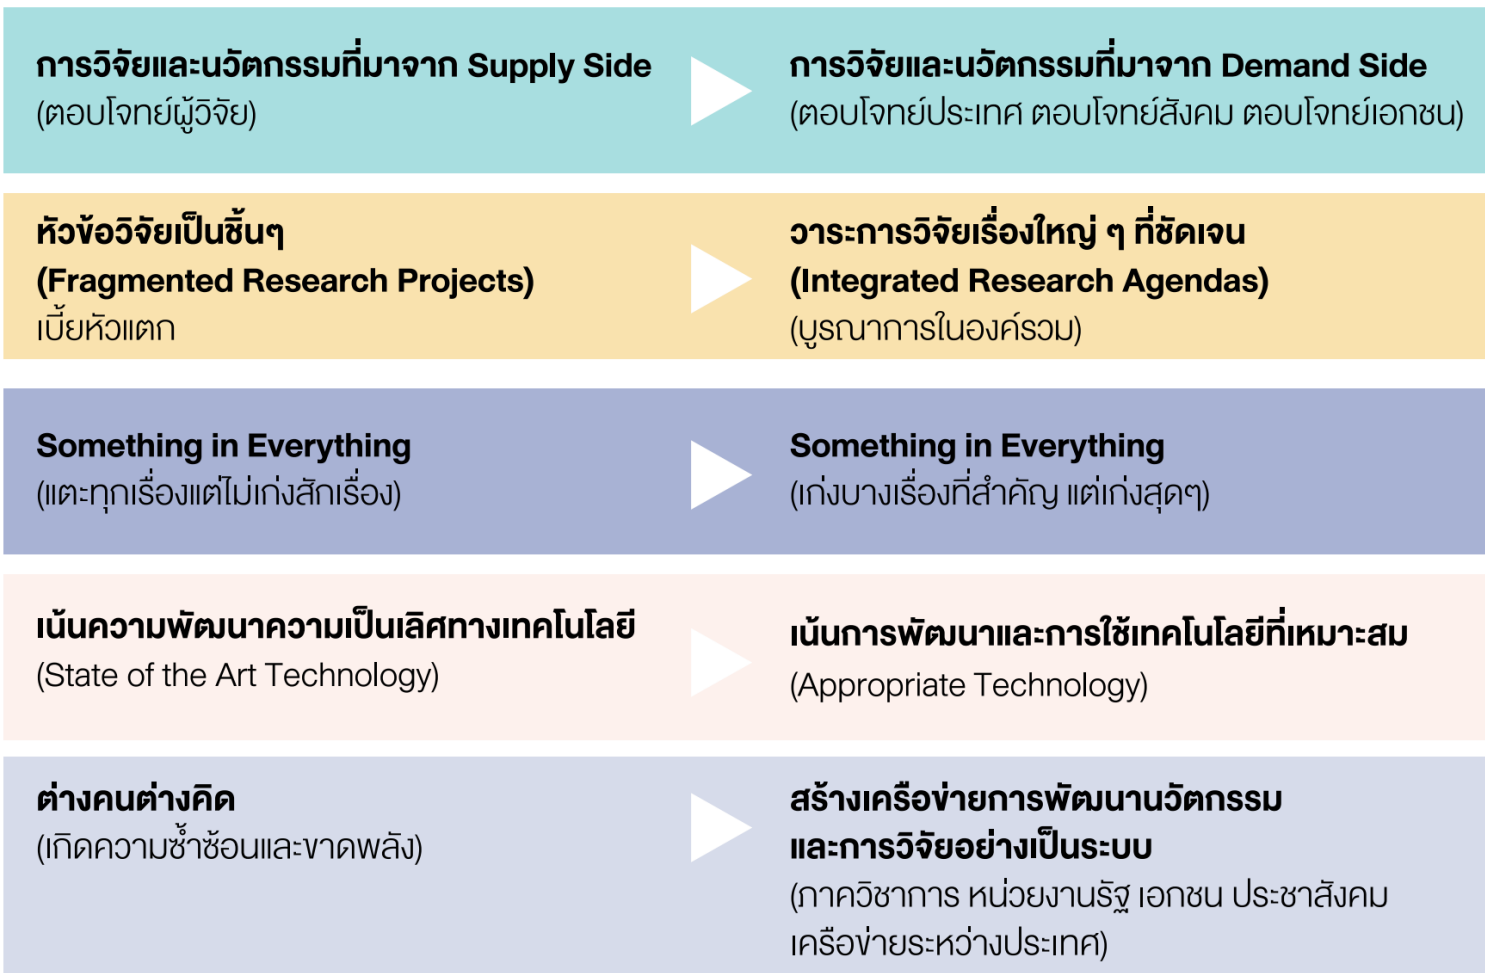 การวิจัยและนวัตกรรมที่มาจาก Supply Side
(ตอบโจทย์ผู้วิจัย)
การวิจัยและนวัตกรรมที่มาจาก Demand Side
(ตอบโจทย์ประเทศ ตอบโจทย์สังคม ตอบโจทย์เอกชน)
หัวข้อวิจัยเป็นชิ้นๆ
(Fragmented Research Projects)
เบี้ยหัวแตก
วาระการวิจัยเรื่องใหญ่ ๆ ที่ชัดเจน
(Integrated Research Agendas)
(บูรณาการในองค์รวม)
Something in Everything
(แตะทุกเรื่องแต่ไม่เก่งสักเรื่อง)
Something in Everything
(เก่งบางเรื่องที่สำคัญ แต่เก่งสุดๆ)
เน้นความพัฒนาความเป็นเลิศทางเทคโนโลยี
(State of the Art Technology)
เน้นการพัฒนาและการใช้เทคโนโลยีที่เหมาะสม
(Appropriate Technology)
ต่างคนต่างคิด
(เกิดความซ้ำซ้อนและขาดพลัง)
สร้างเครือข่ายการพัฒนานวัตกรรม
และการวิจัยอย่างเป็นระบบ
(ภาควิชาการ หน่วยงานรัฐ เอกชน ประชาสังคม
เครือข่ายระหว่างประเทศ)